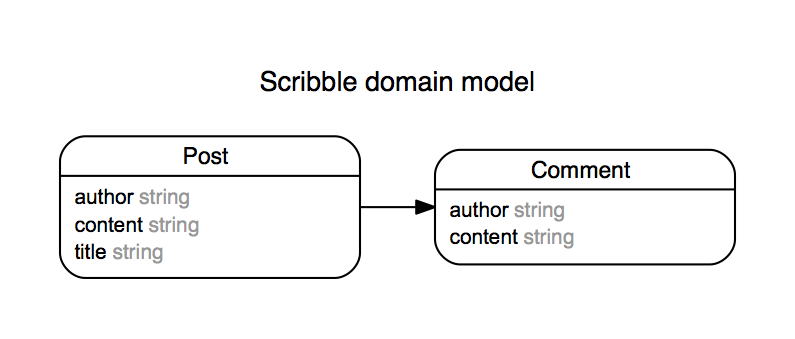 Scribble domain model
Post
author string
content string
title string
Comment
author string
content string